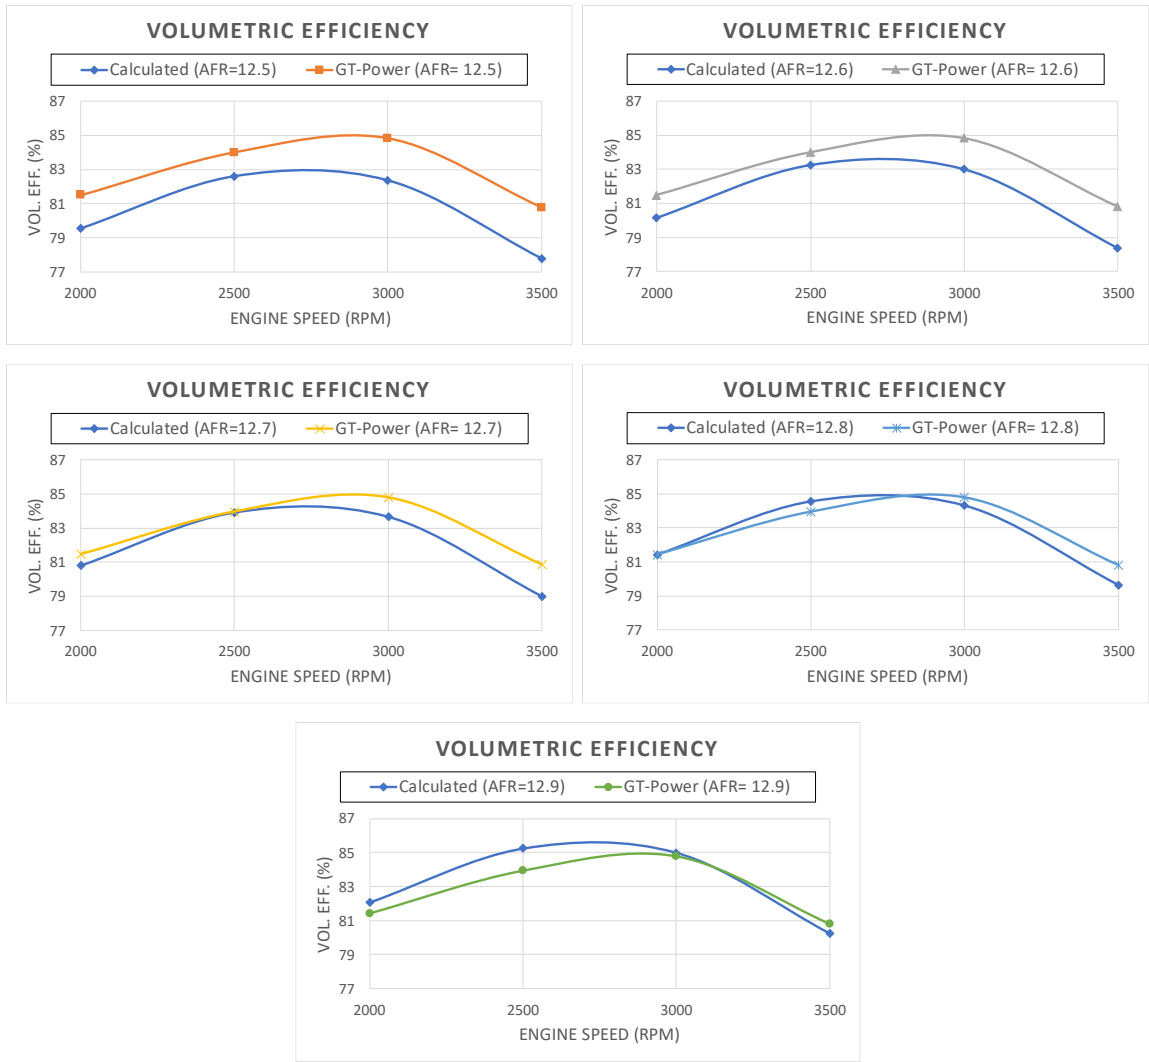 VOLUMETRIC EFFICIENCY
Calculated (AFR=12.5) GT-Power (AFR= 12.5)
87
85
83
81
79
77
VOL. EFF. (%)
2000 2500 3000 3500
ENGINE SPEED (RPM)
VOLUMETRIC EFFICIENCY
Calculated (AFR=12.6) GT-Power (AFR= 12.6)
87
85
83
81
79
77
VOL. EFF. (%)
2000 2500 3000 3500
ENGINE SPEED (RPM)
VOLUMETRIC EFFICIENCY
Calculated (AFR=12.7) GT-Power (AFR= 12.7)
87
85
83
81
79
77
VOL. EFF. (%)
2000 2500 3000 3500
ENGINE SPEED (RPM)
VOLUMETRIC EFFICIENCY
Calculated (AFR=12.8) GT-Power (AFR= 12.8)
87
85
83
81
79
77
VOL. EFF. (%)
2000 2500 3000 3500
ENGINE SPEED (RPM)
VOLUMETRIC EFFICIENCY
Calculated (AFR=12.9) GT-Power (AFR= 12.9)
87
85
83
81
79
77
VOL. EFF. (%)
2000 2500 3000 3500
ENGINE SPEED (RPM)